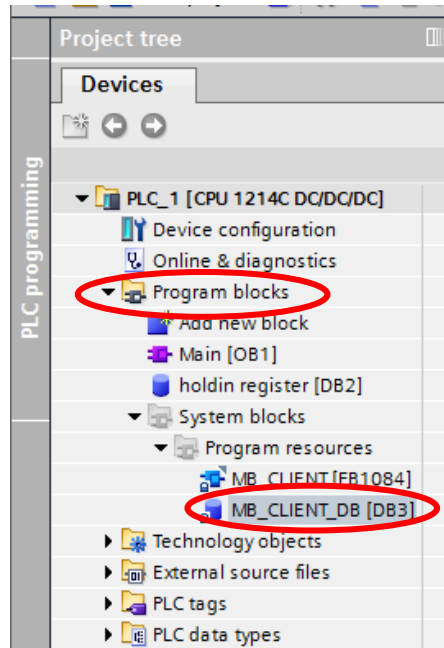 Project tree
Devices
PLC programming
PLC_1 [CPU 1214C DC/DC/DC]
Device configuration
Online & diagnostics
Program blocks
Add new block
Main [OB1]
holdin register [DB2]
System blocks
Program resources
MB_CLIENT [FB1084]
MB_CLIENT_DB [DB3]
Technology objects
External source files
PLC tags
PLC data types